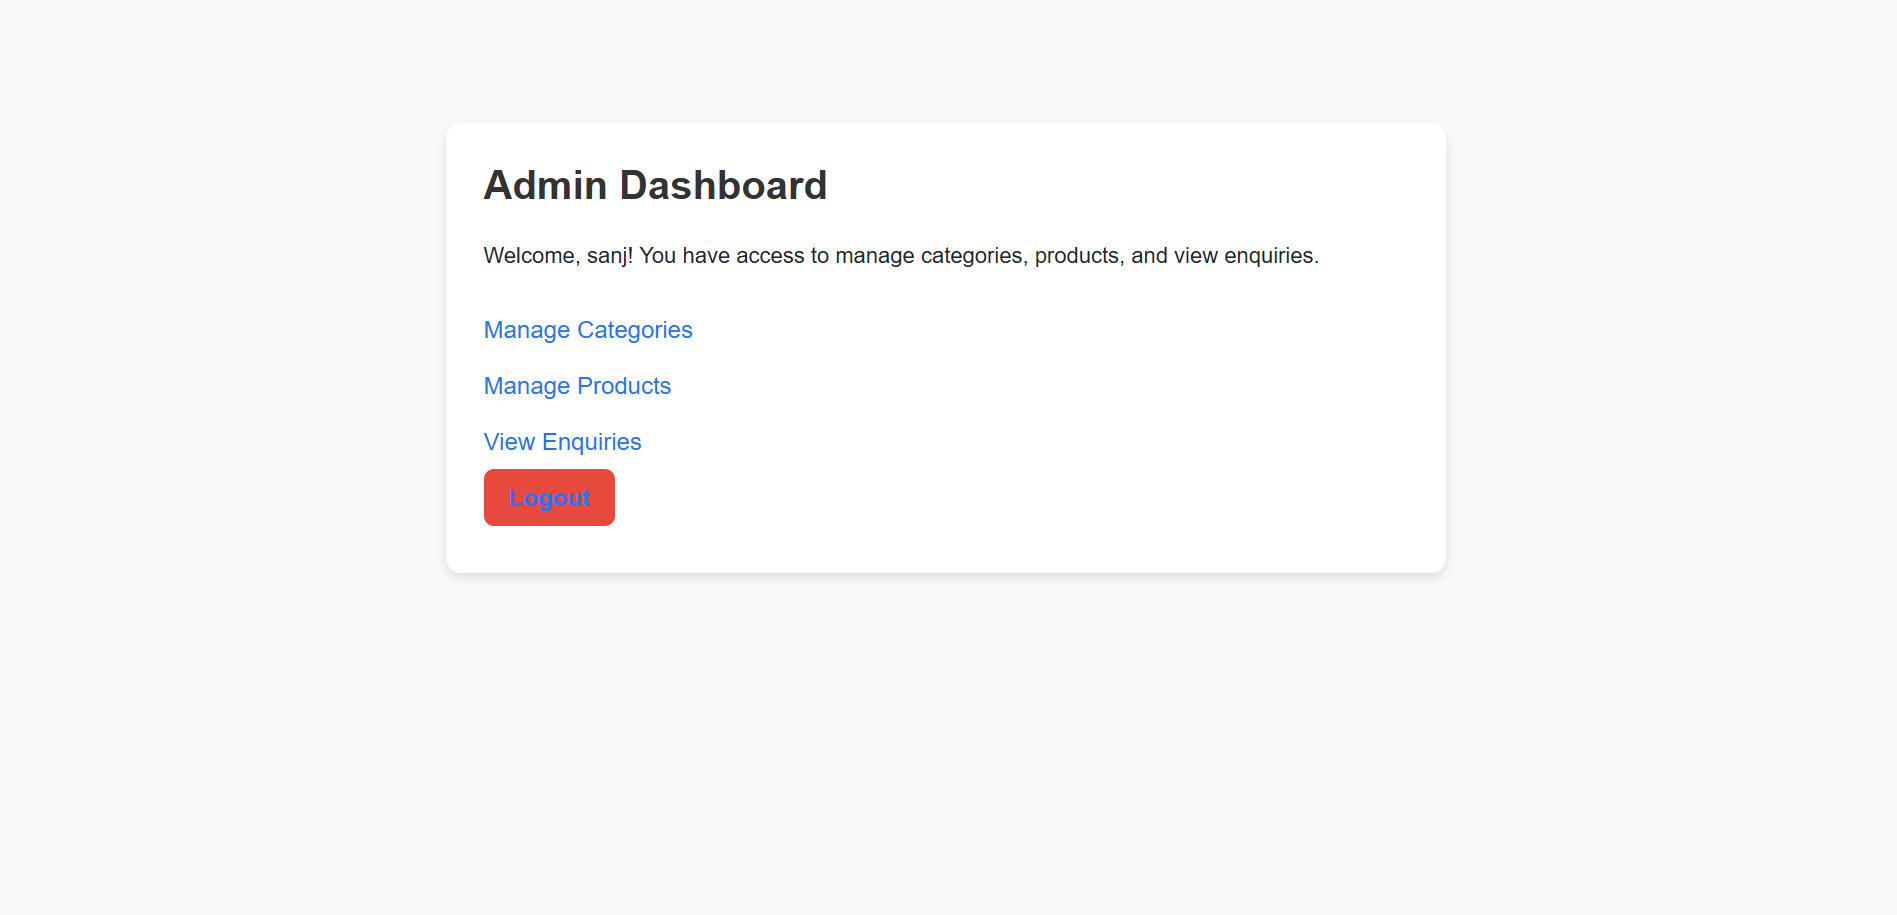 Admin Dashboard
Welcome, sanj! You have access to manage categories, products, and view enquiries.
Manage Categories
Manage Products
View Enquiries
Logout